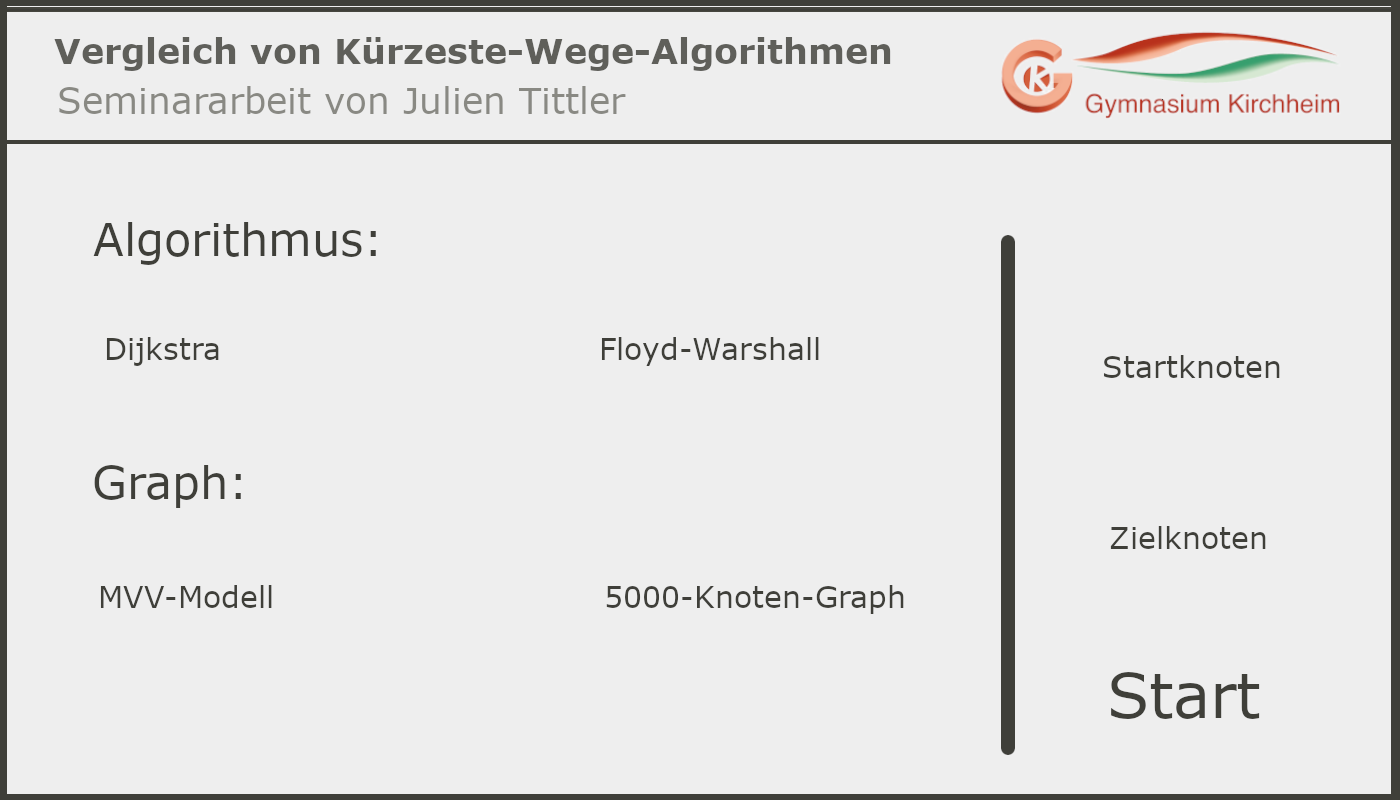 Vergleich von Kürzeste-Wege-Algorithmen
Seminararbeit von Julien Tittler
GK
Gymnasium Kirchheim
Algorithmus:
Dijkstra
Floyd-Warshall
Graph:
MVV-Modell
5000-Knoten-Graph
Startknoten
Zielknoten
Start